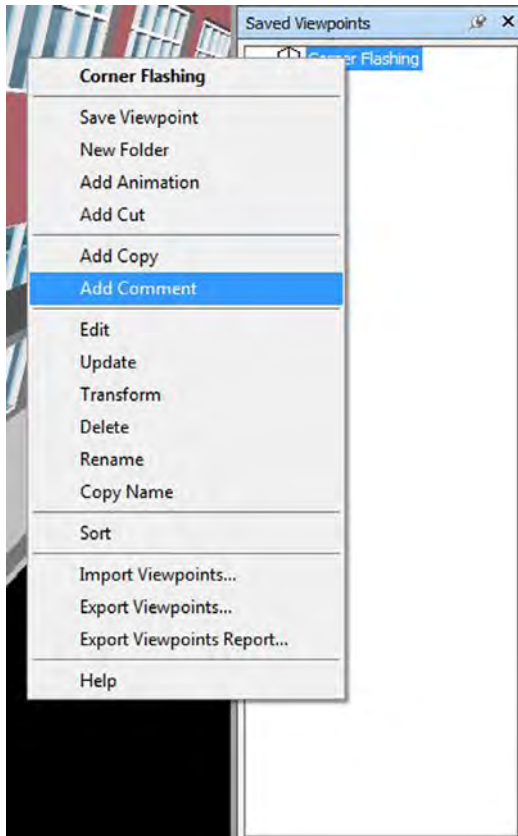 Saved Viewpoints
Corner Flashing
Corner Flashing
Save Viewpoint
New Folder
Add Animation
Add Cut
Add Copy
Add Comment
Edit
Update
Transform
Delete
Rename
Copy Name
Sort
Import Viewpoints...
Export Viewpoints...
Export Viewpoints Report...
Help